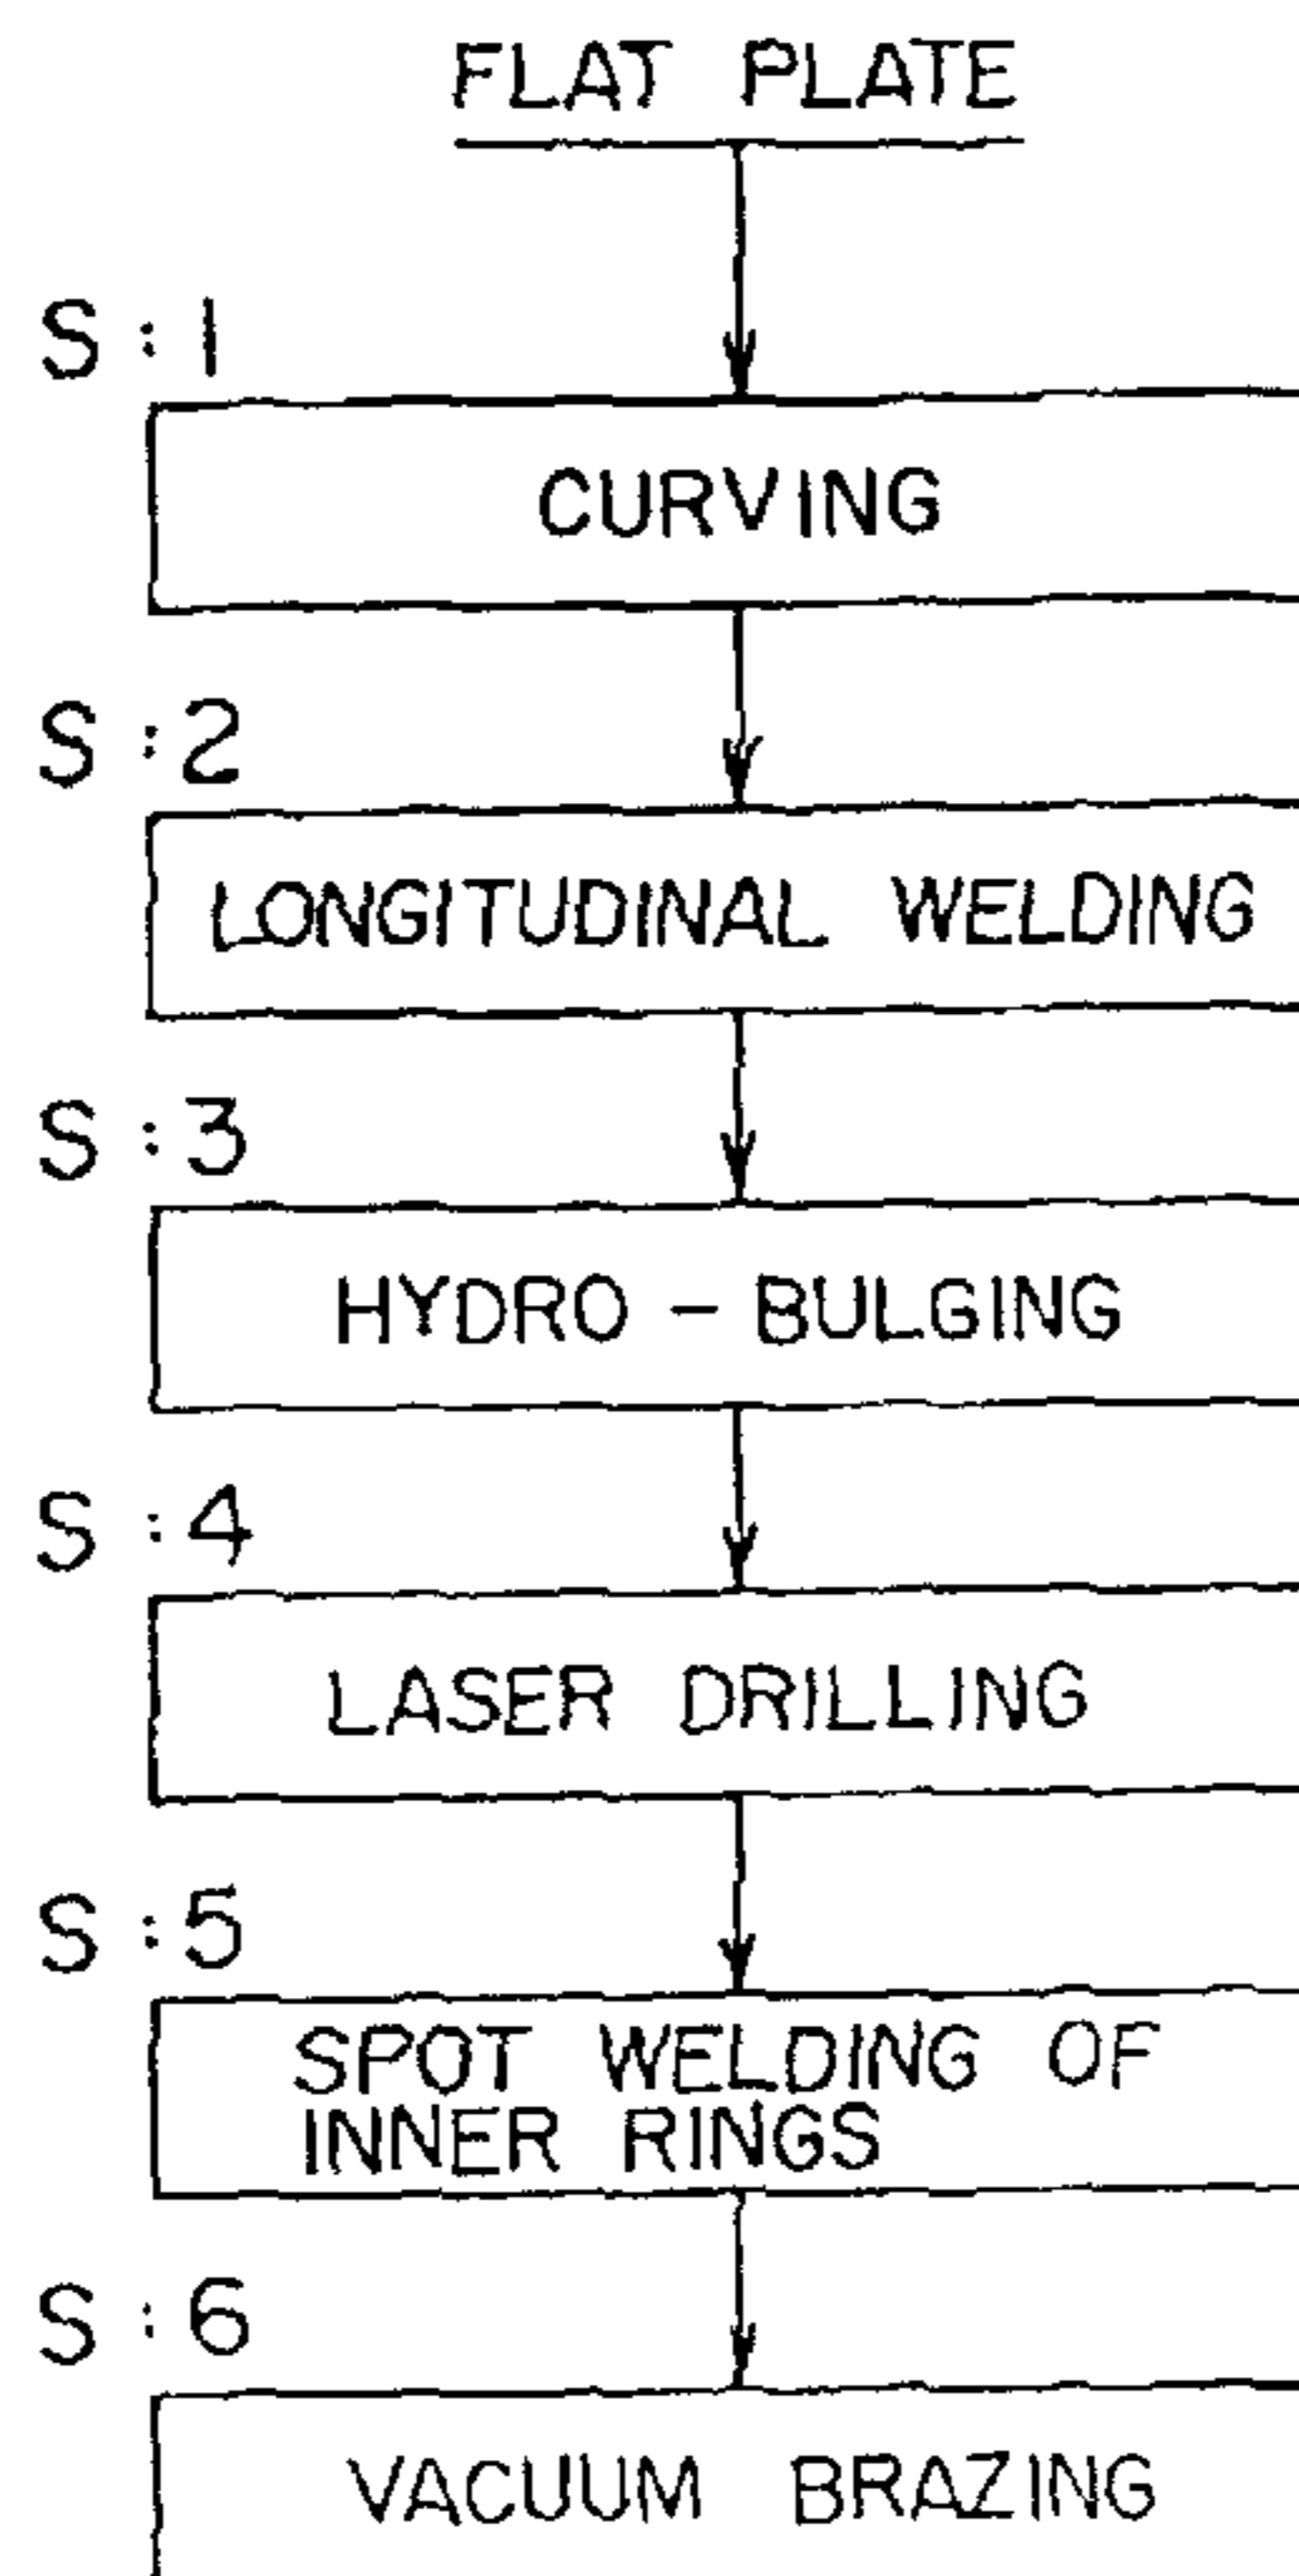 FLAT PLATE
S : 1
CURVING
S : 2
LONGITUDINAL WELDING
S : 3
HYDRO - BULGING
S : 4
LASER DRILLING
S : 5
SPOT WELDING OF
INNER RINGS
S : 6
VACUUM BRAZING